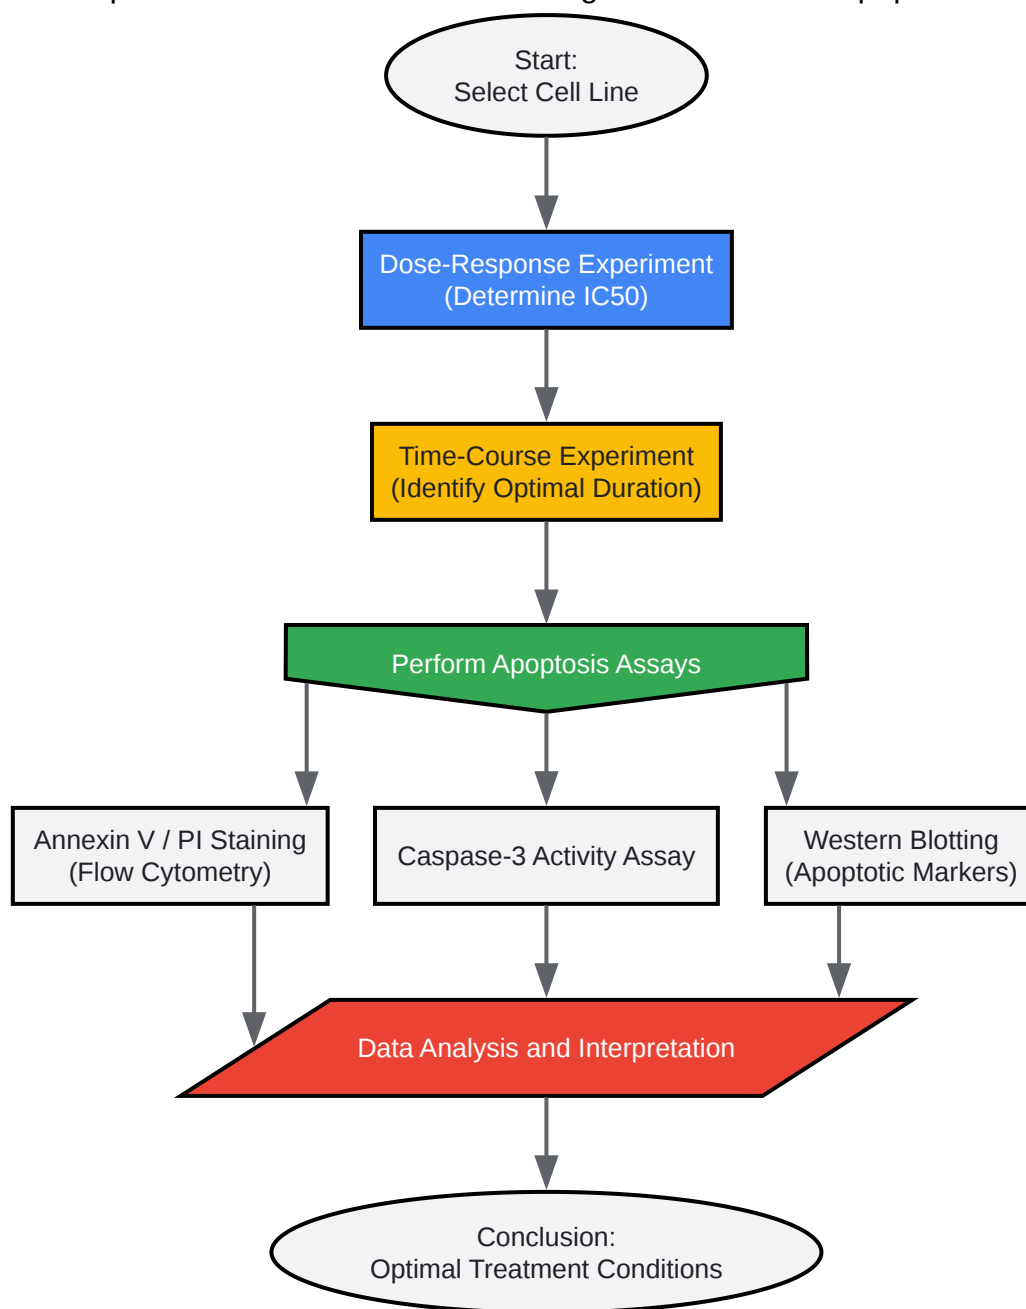 Start:
Select Cell Line
Dose-Response Experiment
(Determine IC50)
Time-Course Experiment
(Identify Optimal Duration)
Perform Apoptosis Assays
Annexin V / PI Staining
(Flow Cytometry)
Caspase-3 Activity Assay
Western Blotting
(Apoptotic Markers)
Data Analysis and Interpretation
Conclusion:
Optimal Treatment Conditions